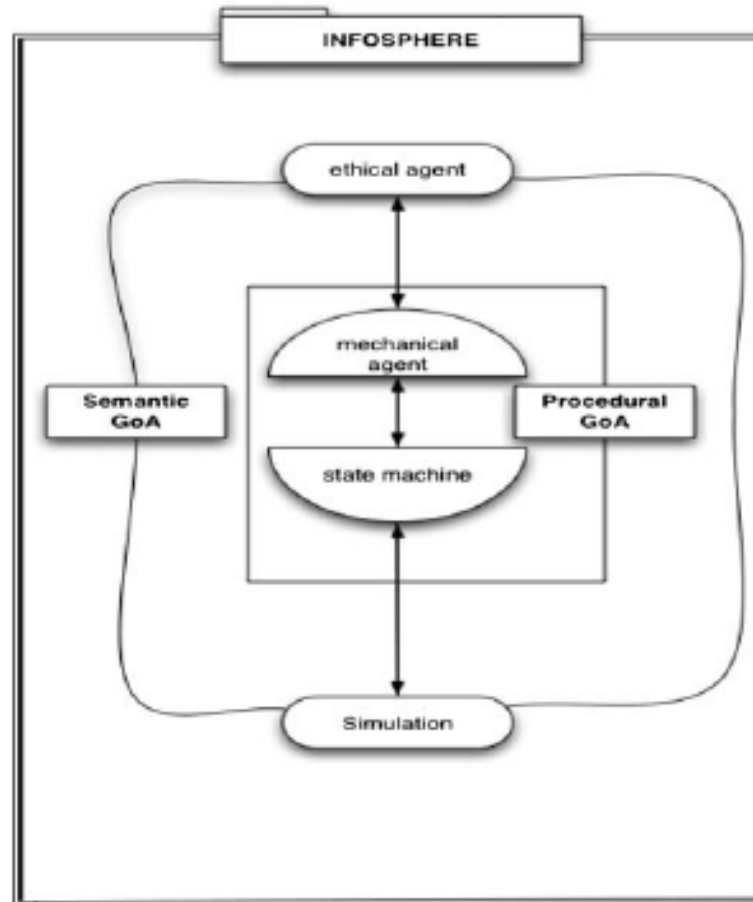 INFOSPHERE
ethical agent
mechanical
agent
Semantic
GoA
Procedural
GoA
state machine
Simulation